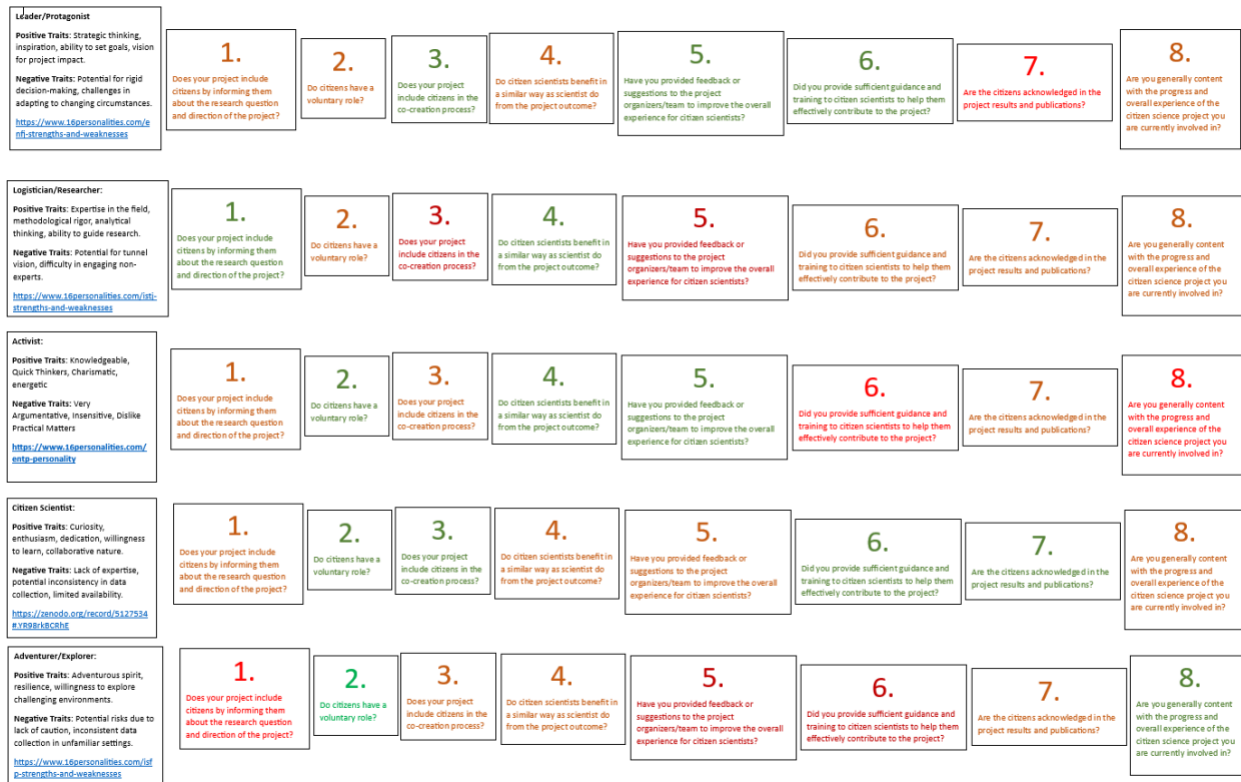 Leader/Protagonist
Positive Traits: Strategic thinking,
inspiration, ability to set goals, vision
for project impact.
Negative Traits: Potential for rigid
decision-making, challenges in
adapting to changing circumstances.
https://www.16personalities.com/e
nfj-strengths-and-weaknesses
1.
Does your project include
citizens by informing them
about the research question
and direction of the project?
2.
Do citizens have a
voluntary role?
3.
Does your project
include citizens in the
co-creation process?
4.
Do citizen scientists benefit in
a similar way as scientist do
from the project outcome?
5.
Have you provided feedback or
suggestions to the project
organizers/team to improve the overall
experience for citizen scientists?
6.
Did you provide sufficient guidance and
training to citizen scientists to help them
effectively contribute to the project?
7.
Are the citizens acknowledged in the
project results and publications?
8.
Are you generally content
with the progress and
overall experience of the
citizen science project you
are currently involved in?
Logistician/Researcher:
Positive Traits: Expertise in the field,
methodological rigor, analytical
thinking, ability to guide research.
Negative Traits: Potential for tunnel
vision, difficulty in engaging non-
experts.
https://www.16personalities.com/istj-
strengths-and-weaknesses
1.
Does your project include
citizens by informing them
about the research question
and direction of the project?
2.
Do citizens have a
voluntary role?
3.
Does your project
include citizens in the
co-creation process?
4.
Do citizen scientists benefit in
a similar way as scientist do
from the project outcome?
5.
Have you provided feedback or
suggestions to the project
organizers/team to improve the overall
experience for citizen scientists?
6.
Did you provide sufficient guidance and
training to citizen scientists to help them
effectively contribute to the project?
7.
Are the citizens acknowledged in the
project results and publications?
8.
Are you generally content
with the progress and
overall experience of the
citizen science project you
are currently involved in?
Activist:
Positive Traits: Knowledgeable,
Quick Thinkers, Charismatic,
energetic
Negative Traits: Very
Argumentative, Insensitive, Dislike
Practical Matters
https://www.16personalities.com/
entp-personality
1.
Does your project include
citizens by informing them
about the research question
and direction of the project?
2.
Do citizens have a
voluntary role?
3.
Does your project
include citizens in the
co-creation process?
4.
Do citizen scientists benefit in
a similar way as scientist do
from the project outcome?
5.
Have you provided feedback or
suggestions to the project
organizers/team to improve the overall
experience for citizen scientists?
6.
Did you provide sufficient guidance and
training to citizen scientists to help them
effectively contribute to the project?
7.
Are the citizens acknowledged in the
project results and publications?
8.
Are you generally content
with the progress and
overall experience of the
citizen science project you
are currently involved in?
Citizen Scientist:
Positive Traits: Curiosity,
enthusiasm, dedication, willingness
to learn, collaborative nature.
Negative Traits: Lack of expertise,
potential inconsistency in data
collection, limited availability.
https://zenodo.org/record/5127534
#.YR9BrkBCRhE
1.
Does your project include
citizens by informing them
about the research question
and direction of the project?
2.
Do citizens have a
voluntary role?
3.
Does your project
include citizens in the
co-creation process?
4.
Do citizen scientists benefit in
a similar way as scientist do
from the project outcome?
5.
Have you provided feedback or
suggestions to the project
organizers/team to improve the overall
experience for citizen scientists?
6.
Did you provide sufficient guidance and
training to citizen scientists to help them
effectively contribute to the project?
7.
Are the citizens acknowledged in the
project results and publications?
8.
Are you generally content
with the progress and
overall experience of the
citizen science project you
are currently involved in?
Adventurer/Explorer:
Positive Traits: Adventurous spirit,
resilience, willingness to explore
challenging environments.
Negative Traits: Potential risks due to
lack of caution, inconsistent data
collection in unfamiliar settings.
https://www.16personalities.com/isf
p-strengths-and-weaknesses
1.
Does your project include
citizens by informing them
about the research question
and direction of the project?
2.
Do citizens have a
voluntary role?
3.
Does your project
include citizens in the
co-creation process?
4.
Do citizen scientists benefit in
a similar way as scientist do
from the project outcome?
5.
Have you provided feedback or
suggestions to the project
organizers/team to improve the overall
experience for citizen scientists?
6.
Did you provide sufficient guidance and
training to citizen scientists to help them
effectively contribute to the project?
7.
Are the citizens acknowledged in the
project results and publications?
8.
Are you generally content
with the progress and
overall experience of the
citizen science project you
are currently involved in?